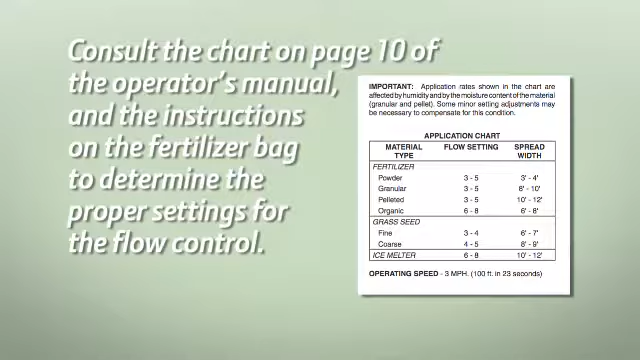 Consult the chart on page 10 of
the operator's manual,
and the instructions
on the fertilizer bag
to determine the
proper settings for
the flow control.
IMPORTANT: Application rates shown in the chart are
affected by humidity and by the moisture content of the material
(granular and pellet). Some minor setting adjustments may
be necessary to compensate for this condition.
APPLICATION CHART
MATERIAL TYPE FLOW SETTING SPREAD WIDTH
FERTILIZER
Powder 3 - 5 3' - 4'
Granular 3 - 5 8' - 10'
Pelleted 3 - 5 10' - 12'
Organic 6 - 8 6' - 8'
GRASS SEED
Fine 3 - 4 6' - 7'
Coarse 4 - 5 8' - 9'
ICE MELTER 6 - 8 10' - 12'
OPERATING SPEED - 3 MPH. (100 ft. in 23 seconds)